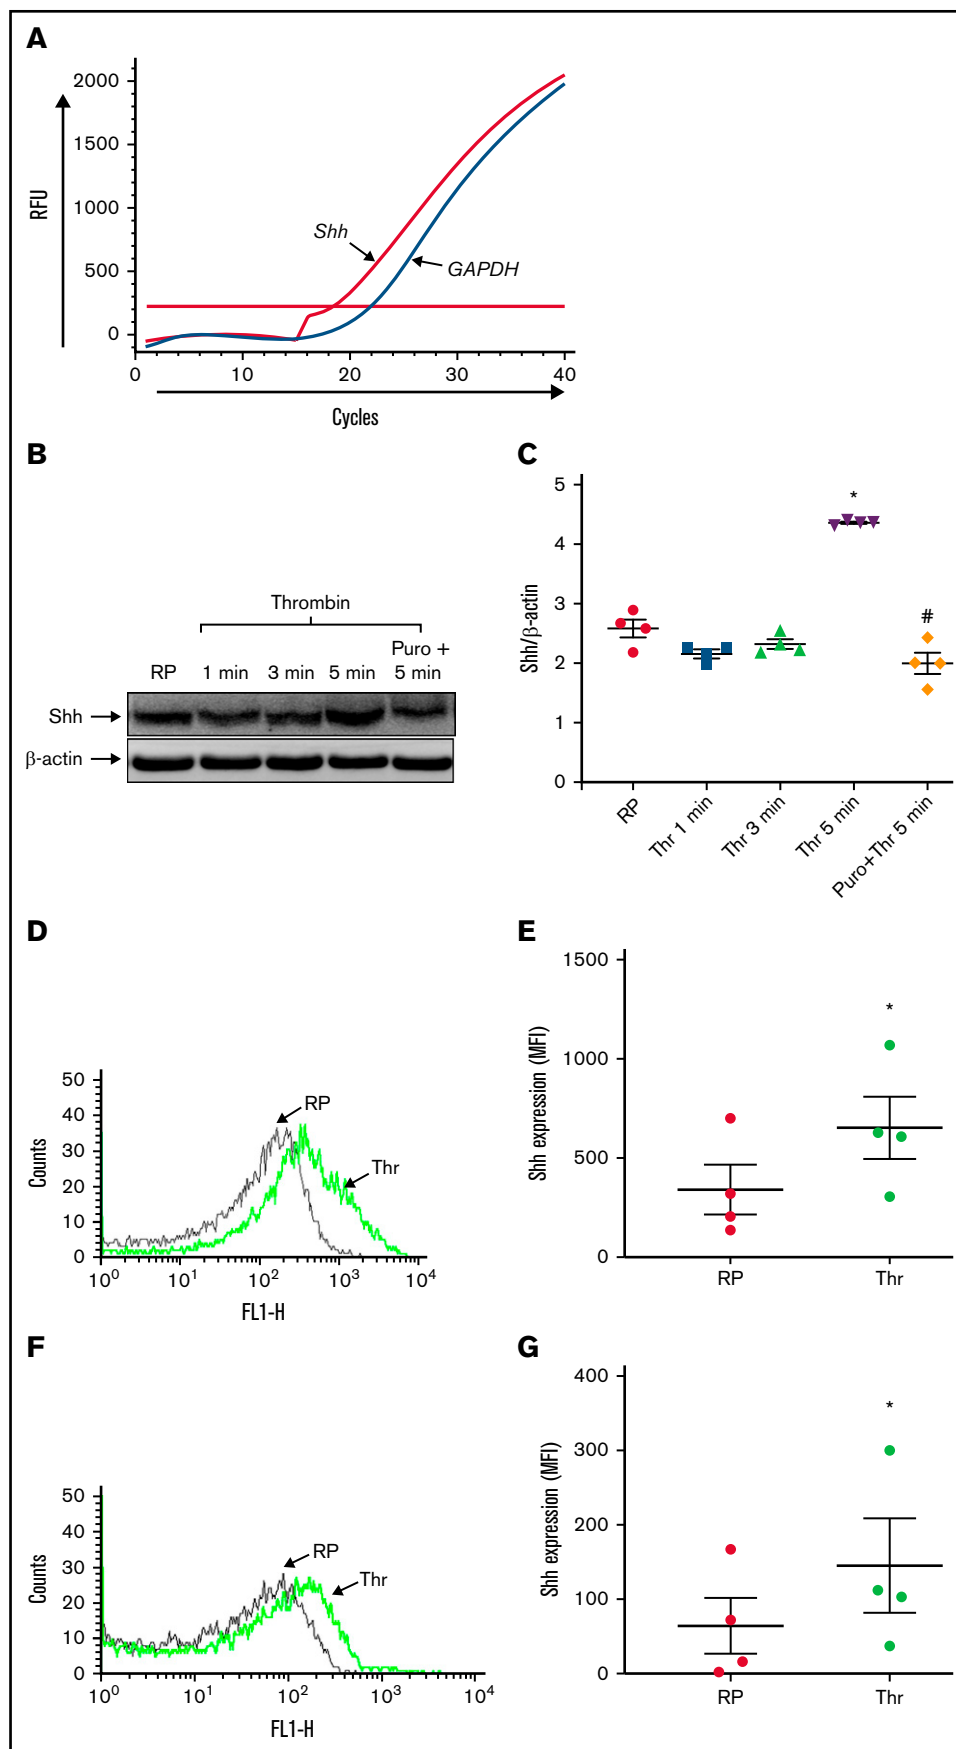 A
2000
1500
1000
500
0
RFU
Shh
GAPDH
0 10 20 30 40
Cycles
B
Thrombin
Puro +
RP 1 min 3 min 5 min 5 min
Shh
β-actin
C
5
4
3
2
1
0
Shh/β-actin
*
#
RP
Thr 1 min
Thr 3 min
Thr 5 min
Puro+Thr 5 min
D
50
40
30
20
10
0
Counts
RP
Thr
10⁰ 10¹ 10² 10³ 10⁴
FL1-H
E
1500
1000
500
0
Shh expression (MFI)
*
RP Thr
F
50
40
30
20
10
0
Counts
RP
Thr
10⁰ 10¹ 10² 10³ 10⁴
FL1-H
G
400
300
200
100
0
Shh expression (MFI)
*
RP Thr